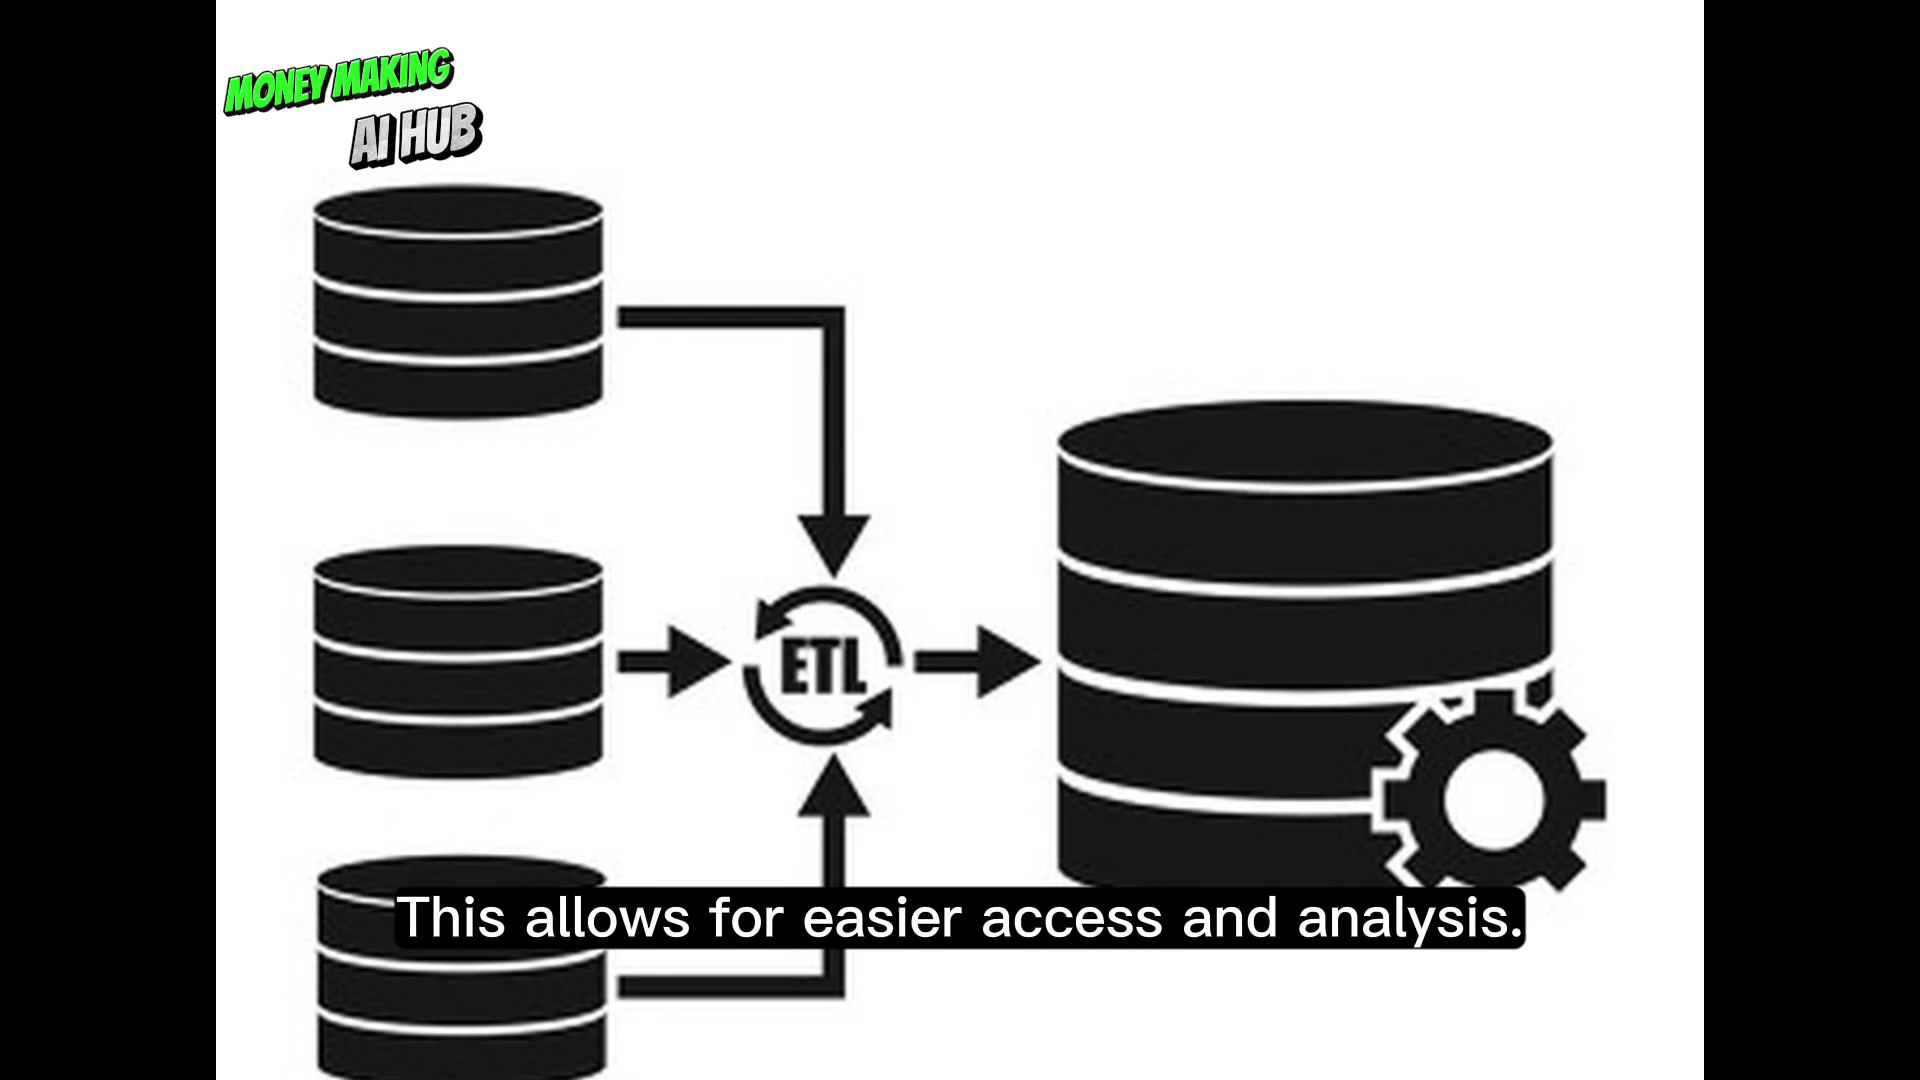 MONEY MAKING
AI HUB
ETL
This allows for easier access and analysis.